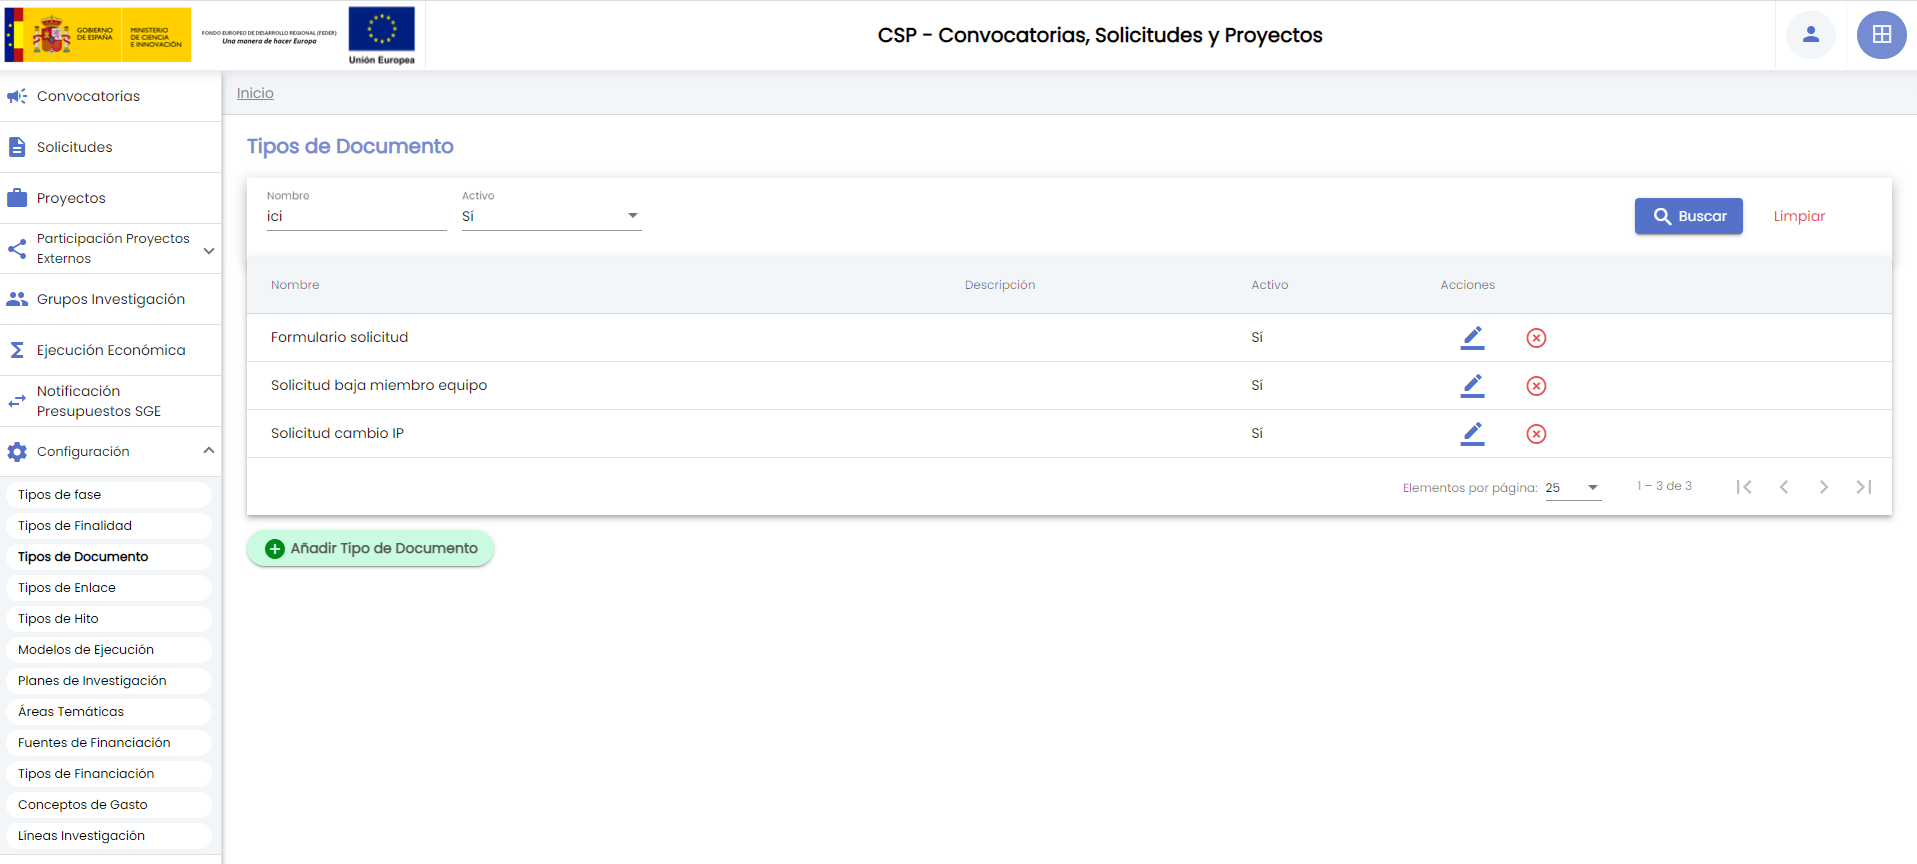 GOBIERNO
DE ESPAÑA
MINISTERIO
DE CIENCIA
E INNOVACIÓN
FONDO EUROPEO DE DESARROLLO REGIONAL (FEDER)
Una manera de hacer Europa
Unión Europea
CSP - Convocatorias, Solicitudes y Proyectos
Convocatorias
Solicitudes
Proyectos
Participación Proyectos
Externos
Grupos Investigación
Ejecución Económica
Notificación
Presupuestos SGE
Configuración
Tipos de fase
Tipos de Finalidad
Tipos de Documento
Tipos de Enlace
Tipos de Hito
Modelos de Ejecución
Planes de Investigación
Áreas Temáticas
Fuentes de Financiación
Tipos de Financiación
Conceptos de Gasto
Líneas Investigación
Inicio
Tipos de Documento
Nombre Activo
ici Sí
Buscar Limpiar
Nombre Descripción Activo Acciones
Formulario solicitud Sí
Solicitud baja miembro equipo Sí
Solicitud cambio IP Sí
Elementos por página: 25 1 – 3 de 3
Añadir Tipo de Documento